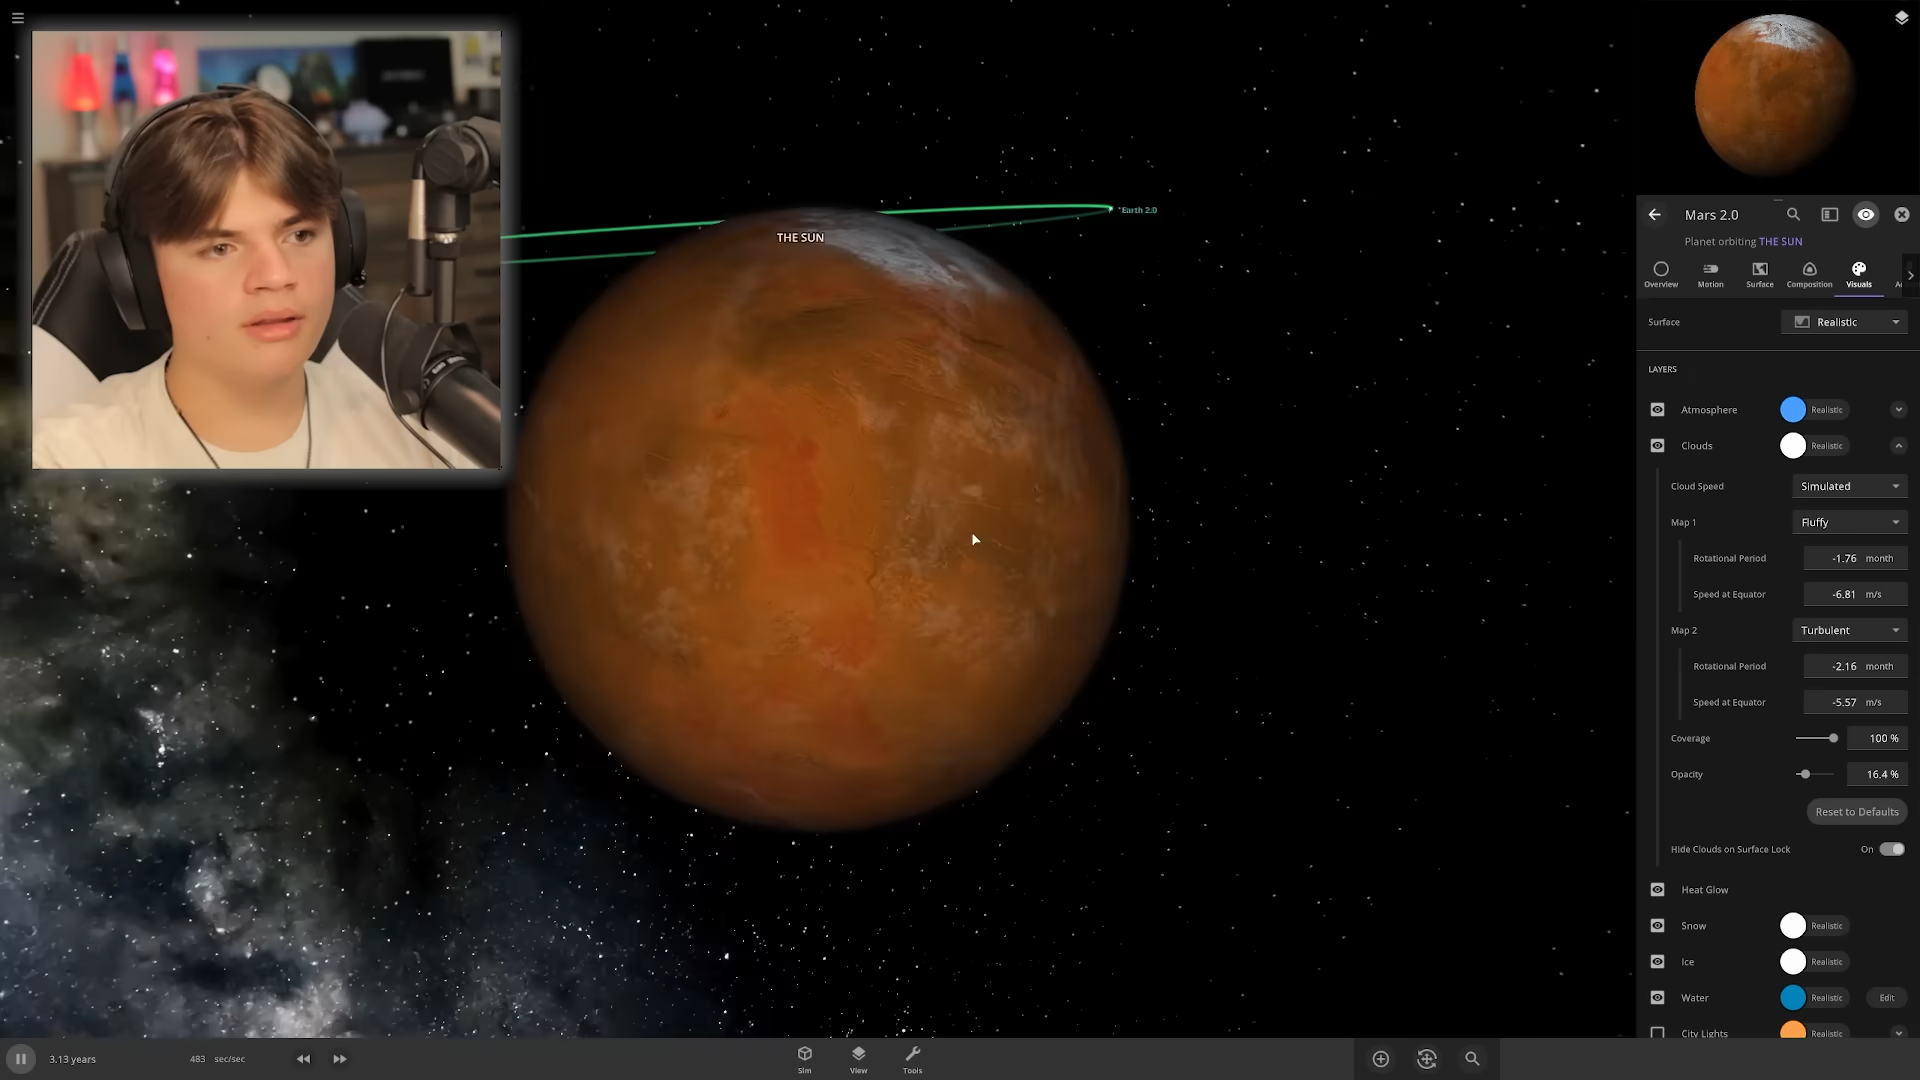 THE SUN
Earth 2.0
Mars 2.0
Planet orbiting THE SUN
Overview
Motion
Surface
Composition
Visuals
Surface
Realistic
LAYERS
Atmosphere
Realistic
Clouds
Realistic
Cloud Speed
Simulated
Map 1
Fluffy
Rotational Period
-1.76 month
Speed at Equator
-6.81 m/s
Map 2
Turbulent
Rotational Period
-2.16 month
Speed at Equator
-5.57 m/s
Coverage
100 %
Opacity
16.4 %
Reset to Defaults
Hide Clouds on Surface Lock
On
Heat Glow
Snow
Realistic
Ice
Realistic
Water
Realistic
Edit
City Lights
Realistic
3.13 years
483 sec/sec
Sim
View
Tools